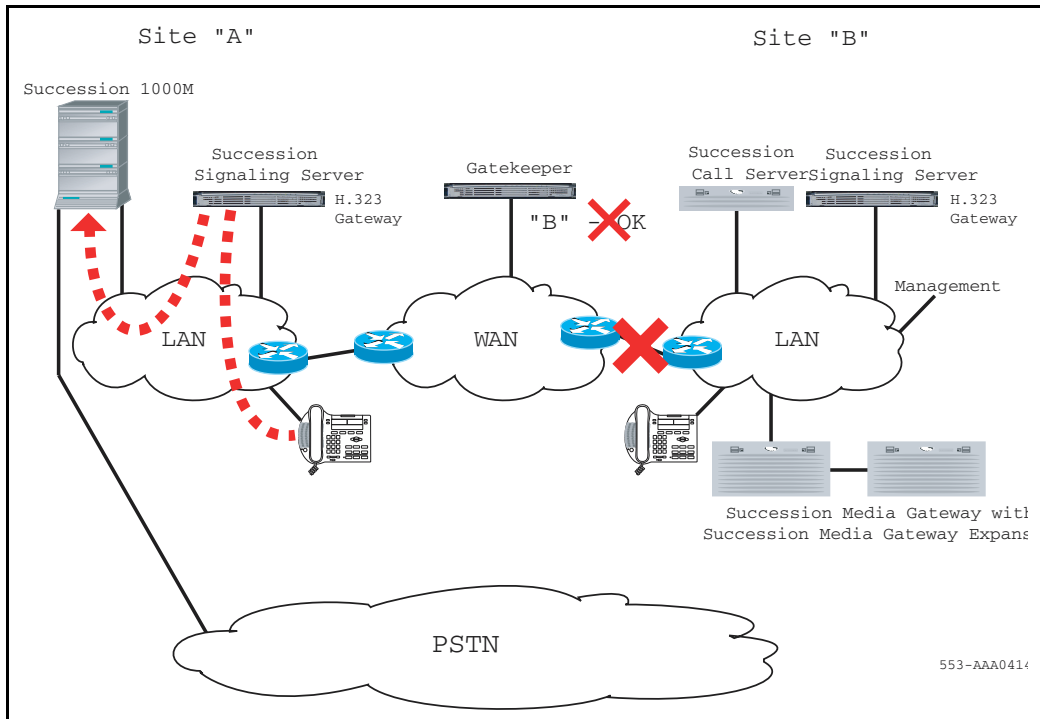 Site "A"
Site "B"
Succession 1000M
Succession
Signaling Server
H.323
Gateway
Gatekeeper
"B" - OK
Succession
Call Server
Succession
Signaling Server
H.323
Gateway
Management
LAN
WAN
LAN
Succession Media Gateway with
Succession Media Gateway Expans
PSTN
553-AAA0414